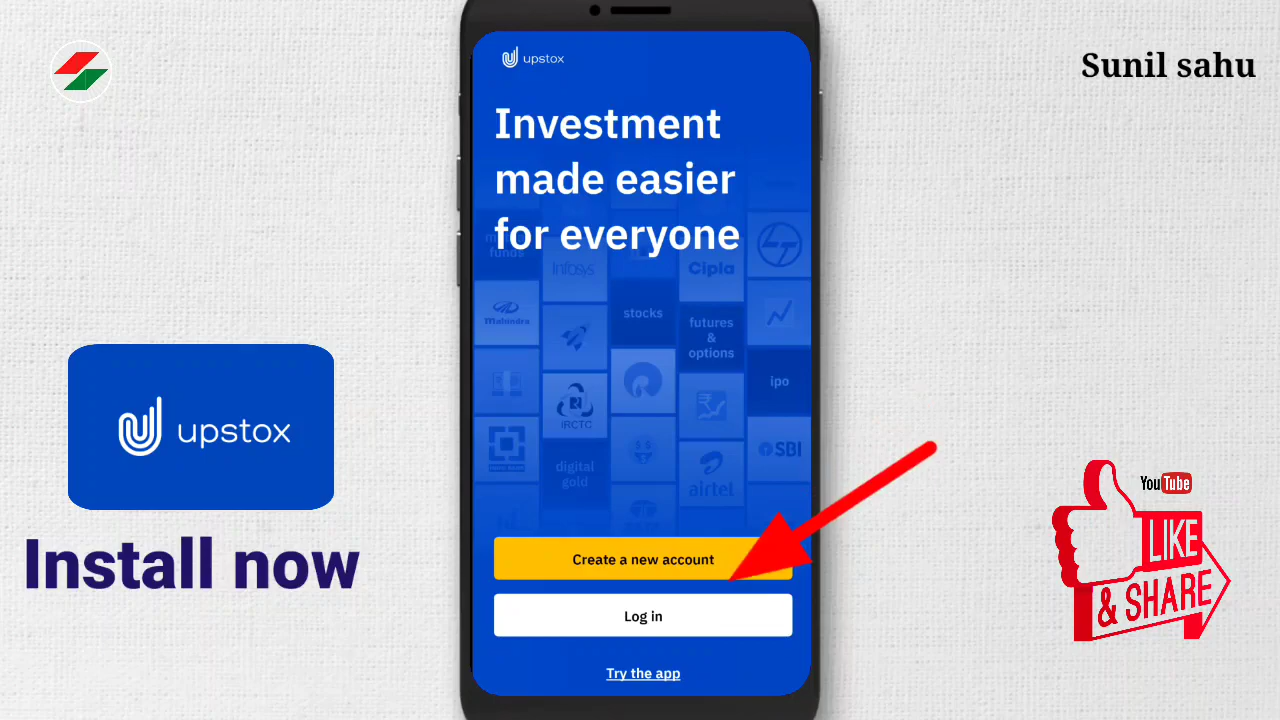 Sunil sahu
upstox
Investment
made easier
for everyone
funds
Infosys
Cipla
Mahindra
stocks
futures
&
options
ipo
IRCTC
SBI
digital
gold
airtel
upstox
Install now
Create a new account
Log in
Try the app
YouTube
LIKE
& SHARE